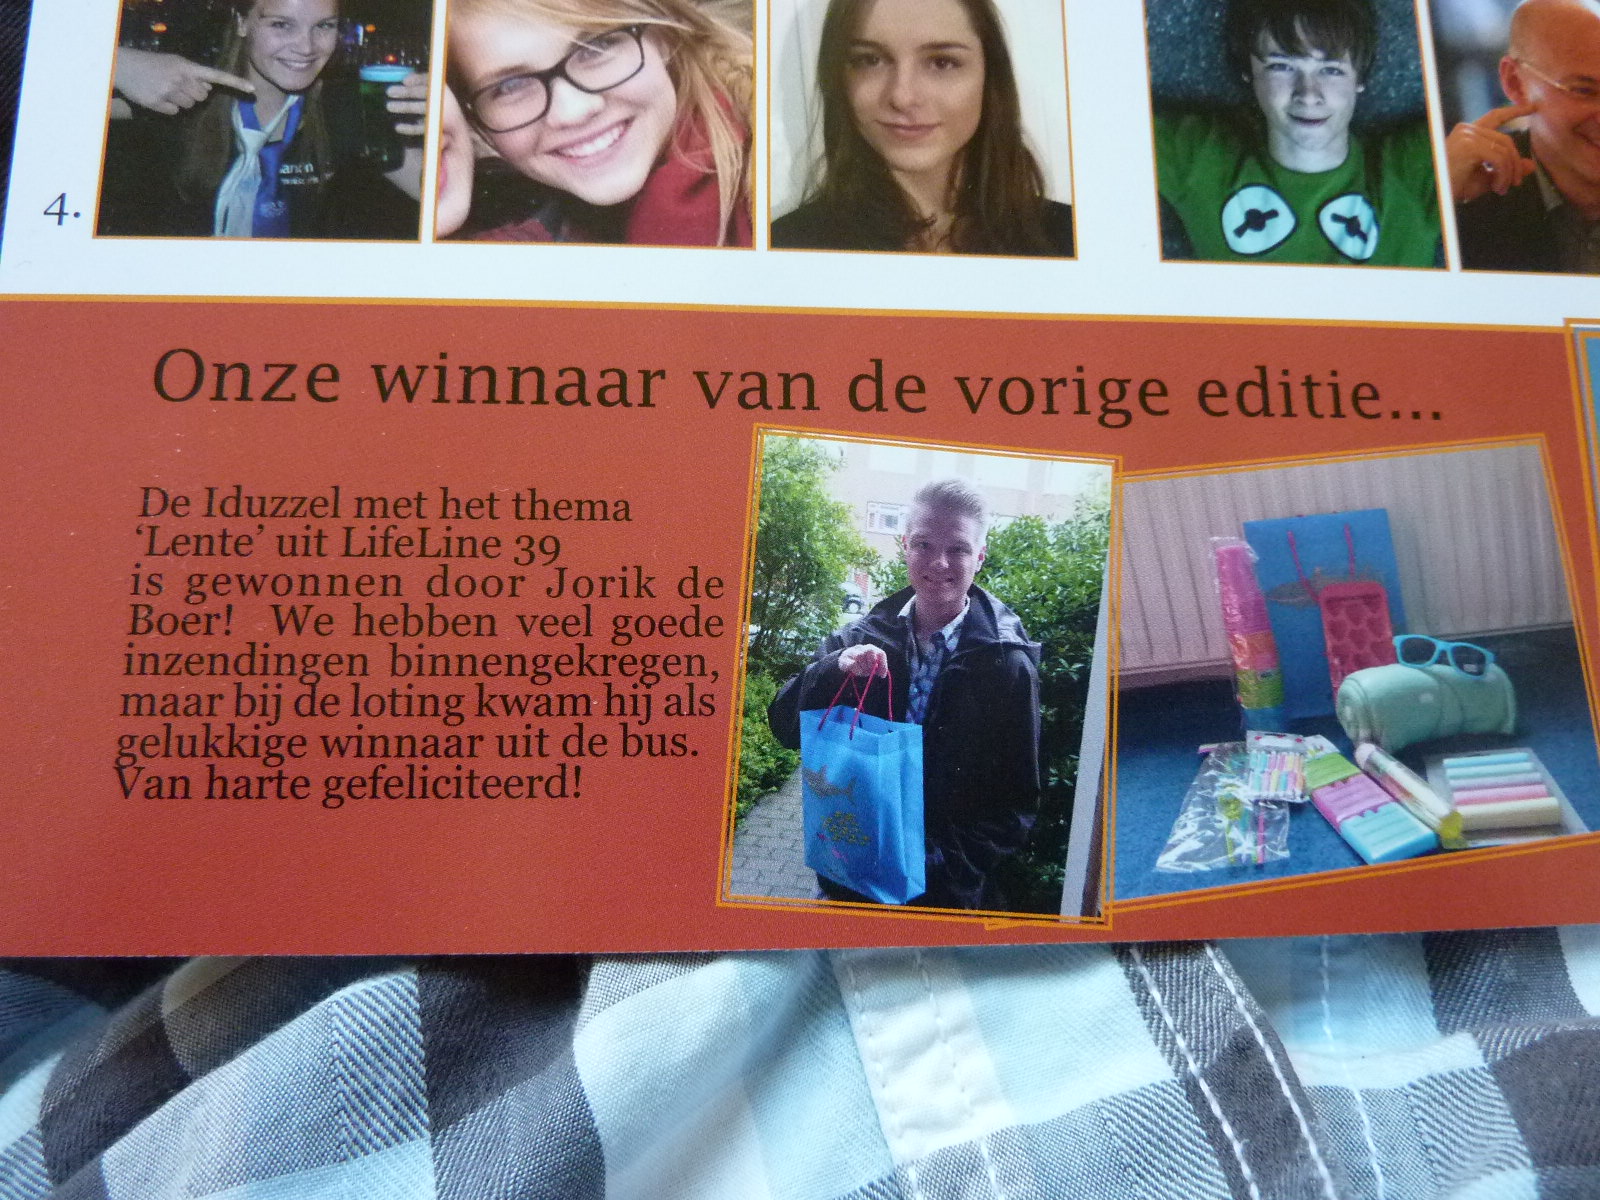 4.
Onze winnaar van de vorige editie...
De Iduzzel met het thema
‘Lente’ uit LifeLine 39
is gewonnen door Jorik de
Boer! We hebben veel goede
inzendingen binnengekregen,
maar bij de loting kwam hij als
gelukkige winnaar uit de bus.
Van harte gefeliciteerd!